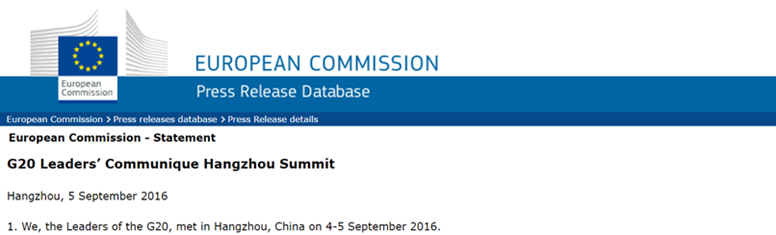 EUROPEAN COMMISSION
European
Commission
Press Release Database
European Commission > Press releases database > Press Release details
European Commission - Statement
G20 Leaders’ Communique Hangzhou Summit
Hangzhou, 5 September 2016
1. We, the Leaders of the G20, met in Hangzhou, China on 4-5 September 2016.